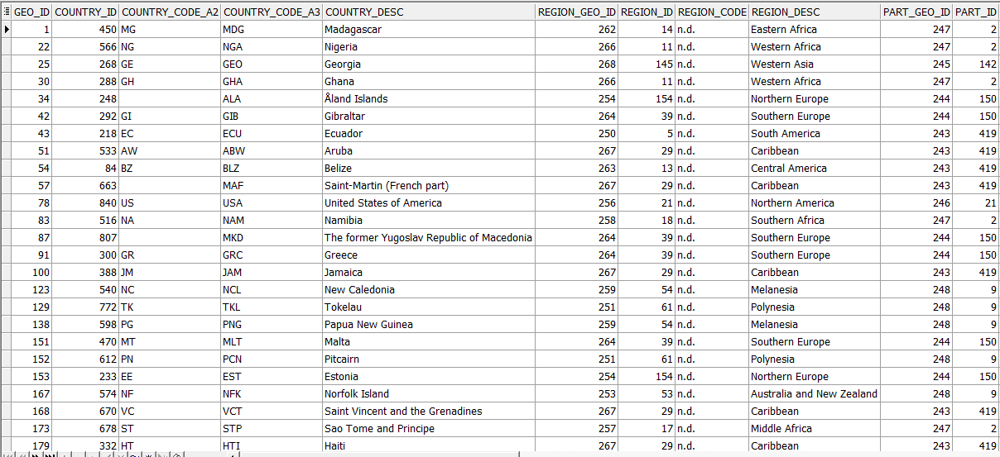 GEO_ID COUNTRY_ID COUNTRY_CODE_A2 COUNTRY_CODE_A3 COUNTRY_DESC REGION_GEO_ID REGION_ID REGION_CODE REGION_DESC PART_GEO_ID PART_ID
1 450 MG MDG Madagascar 262 14 n.d. Eastern Africa 247 2
22 566 NG NGA Nigeria 266 11 n.d. Western Africa 247 2
25 268 GE GEO Georgia 268 145 n.d. Western Asia 245 142
30 288 GH GHA Ghana 266 11 n.d. Western Africa 247 2
34 248 ALA Åland Islands 254 154 n.d. Northern Europe 244 150
42 292 GI GIB Gibraltar 264 39 n.d. Southern Europe 244 150
43 218 EC ECU Ecuador 250 5 n.d. South America 243 419
51 533 AW ABW Aruba 267 29 n.d. Caribbean 243 419
54 84 BZ BLZ Belize 263 13 n.d. Central America 243 419
57 663 MAF Saint-Martin (French part) 267 29 n.d. Caribbean 243 419
78 840 US USA United States of America 256 21 n.d. Northern America 246 21
83 516 NA NAM Namibia 258 18 n.d. Southern Africa 247 2
87 807 MKD The former Yugoslav Republic of Macedonia 264 39 n.d. Southern Europe 244 150
91 300 GR GRC Greece 264 39 n.d. Southern Europe 244 150
100 388 JM JAM Jamaica 267 29 n.d. Caribbean 243 419
123 540 NC NCL New Caledonia 259 54 n.d. Melanesia 248 9
129 772 TK TKL Tokelau 251 61 n.d. Polynesia 248 9
138 598 PG PNG Papua New Guinea 259 54 n.d. Melanesia 248 9
151 470 MT MLT Malta 264 39 n.d. Southern Europe 244 150
152 612 PN PCN Pitcairn 251 61 n.d. Polynesia 248 9
153 233 EE EST Estonia 254 154 n.d. Northern Europe 244 150
167 574 NF NFK Norfolk Island 253 53 n.d. Australia and New Zealand 248 9
168 670 VC VCT Saint Vincent and the Grenadines 267 29 n.d. Caribbean 243 419
173 678 ST STP Sao Tome and Principe 257 17 n.d. Middle Africa 247 2
179 332 HT HTI Haiti 267 29 n.d. Caribbean 243 419